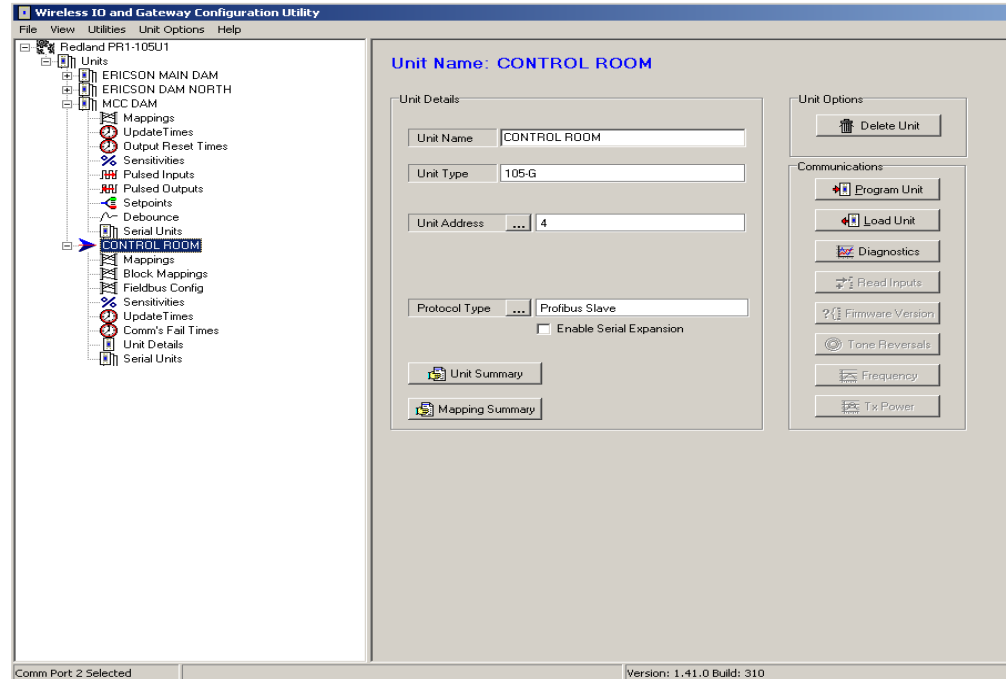 Wireless IO and Gateway Configuration Utility
File View Utilities Unit Options Help
Redland PR1-105U1
Units
ERICSON MAIN DAM
ERICSON DAM NORTH
MCC DAM
Mappings
UpdateTimes
Output Reset Times
Sensitivities
Pulsed Inputs
Pulsed Outputs
Setpoints
Debounce
Serial Units
CONTROL ROOM
Mappings
Block Mappings
Fieldbus Config
Sensitivities
UpdateTimes
Comm's Fail Times
Unit Details
Serial Units
Unit Name: CONTROL ROOM
Unit Details
Unit Name CONTROL ROOM
Unit Type 105-G
Unit Address ... 4
Protocol Type ... Profibus Slave
Enable Serial Expansion
Unit Summary
Mapping Summary
Unit Options
Delete Unit
Communications
Program Unit
Load Unit
Diagnostics
Read Inputs
Firmware Version
Tone Reversals
Frequency
Tx Power
Comm Port 2 Selected
Version: 1.41.0 Build: 310